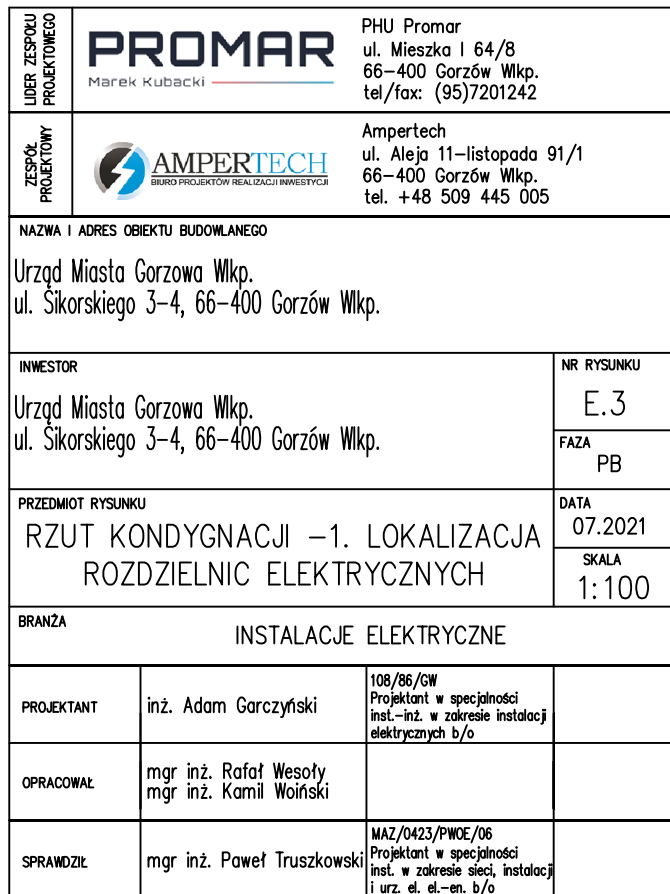 LIDER ZESPOŁU
PROJEKTOWEGO
PROMAR
Marek Kubacki
PHU Promar
ul. Mieszka I 64/8
66-400 Gorzów Wlkp.
tel/fax: (95)7201242
ZESPÓŁ
PROJEKTOWY
AMPERTECH
BIURO PROJEKTÓW REALIZACJI INWESTYCJI
Ampertech
ul. Aleja 11-listopada 91/1
66-400 Gorzów Wlkp.
tel. +48 509 445 005
NAZWA I ADRES OBIEKTU BUDOWLANEGO
Urząd Miasta Gorzowa Wlkp.
ul. Sikorskiego 3-4, 66-400 Gorzów Wlkp.
INWESTOR
Urząd Miasta Gorzowa Wlkp.
ul. Sikorskiego 3-4, 66-400 Gorzów Wlkp.
NR RYSUNKU
E.3
FAZA
PB
PRZEDMIOT RYSUNKU
RZUT KONDYGNACJI -1. LOKALIZACJA
ROZDZIELNIC ELEKTRYCZNYCH
DATA
07.2021
SKALA
1:100
BRANŻA
INSTALACJE ELEKTRYCZNE
PROJEKTANT
inż. Adam Garczyński
108/86/GW
Projektant w specjalności
inst.-inż. w zakresie instalacji
elektrycznych b/o
OPRACOWAŁ
mgr inż. Rafał Wesoły
mgr inż. Kamil Woiński
SPRAWDZIŁ
mgr inż. Paweł Truszkowski
MAZ/0423/PWOE/06
Projektant w specjalności
inst. w zakresie sieci, instalacji
i urz. el. el.-en. b/o